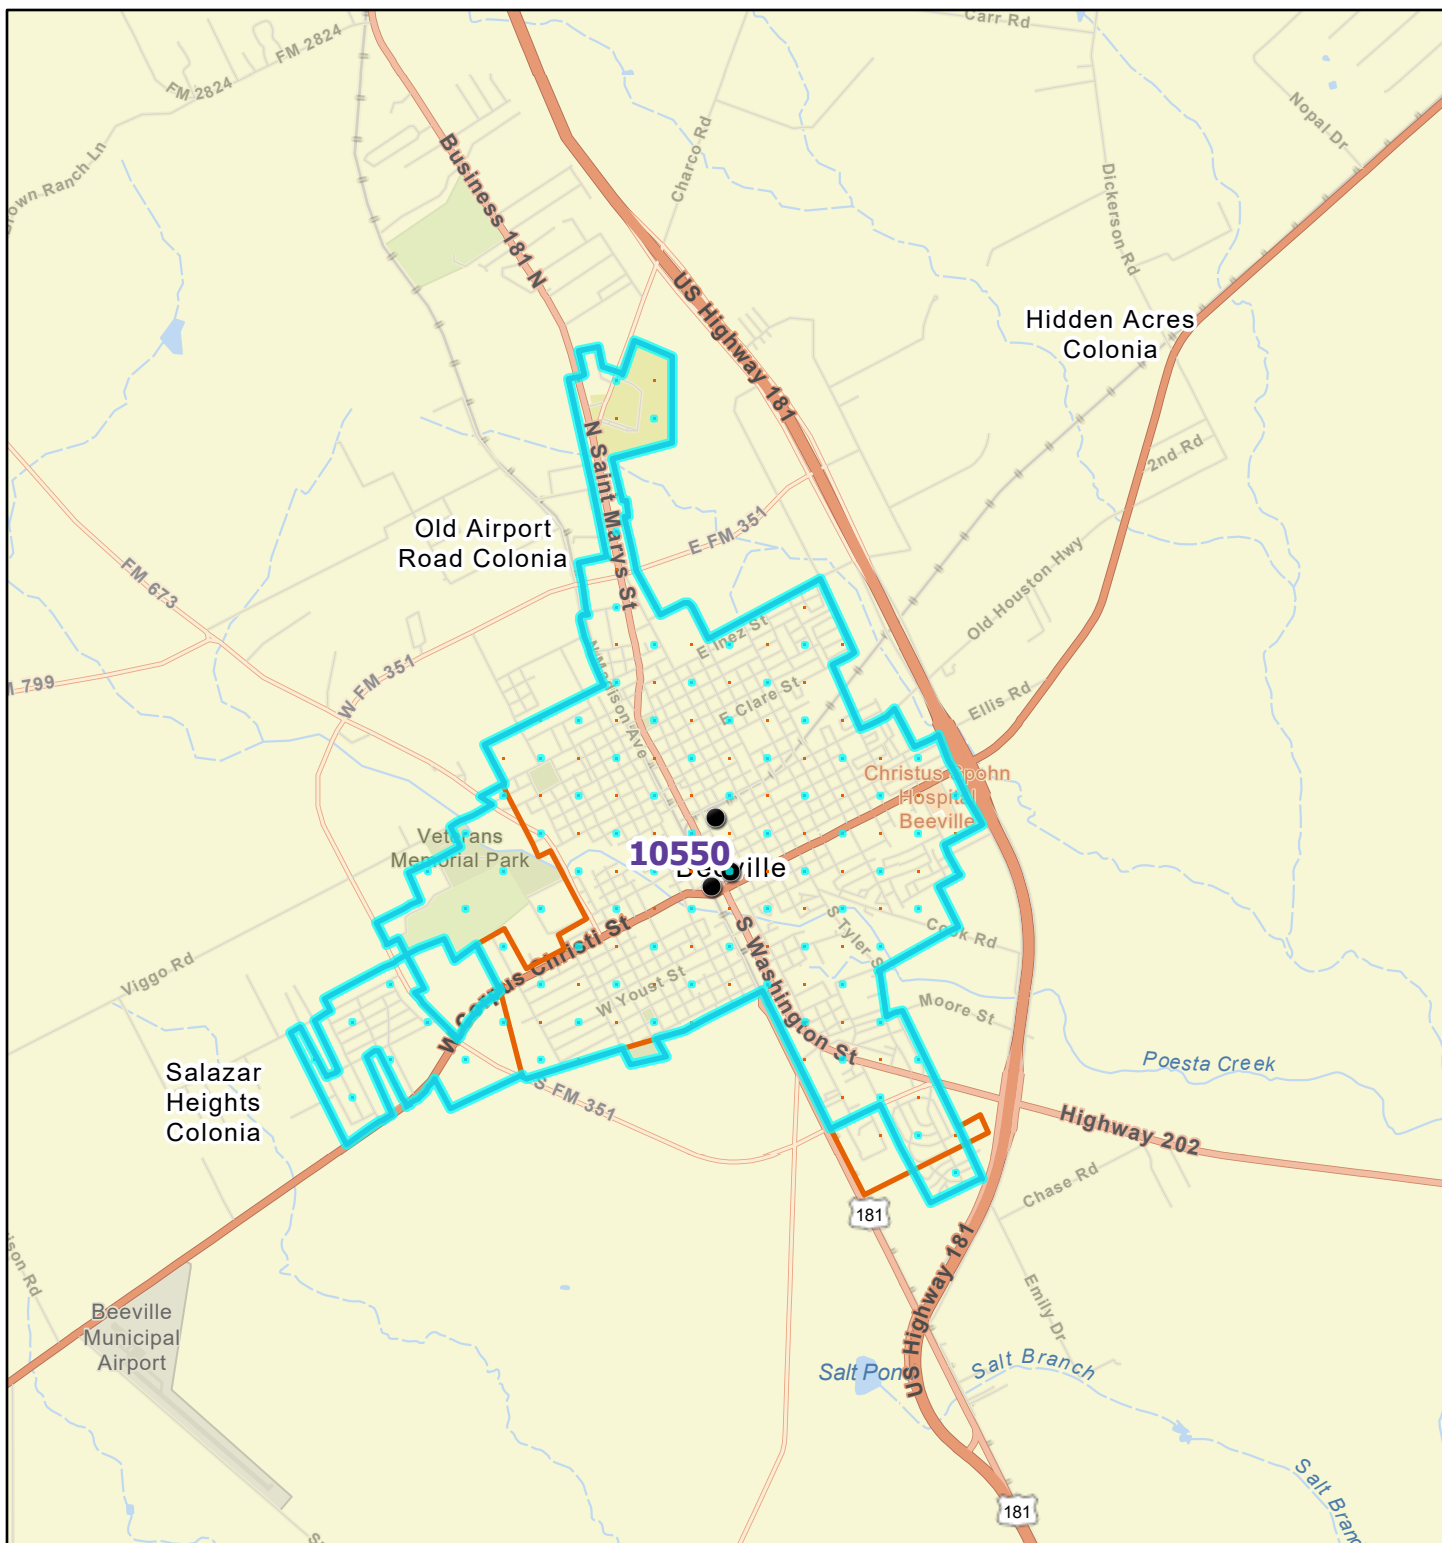 Carr Rd
FM 2824
FM 2824
Nopal Dr
Business 181 N
Charco Rd
Dickerson Rd
US Highway 181
Hidden Acres
Colonia
2nd Rd
N Saint Marys St
Old Airport
Road Colonia
E FM 351
Old Houston Hwy
FM 673
E Inez St
N Madison Ave
W FM 351
799
E Clare St
Ellis Rd
Christus Spohn
Hospital
Beeville
Veterans
Memorial Park
10550
Beeville
S Tyler S
Cook Rd
S Washington St
W Corpus Christi St
Viggo Rd
W Youst St
Moore St
Poesta Creek
Salazar
Heights
Colonia
S FM 351
Highway 202
Chase Rd
181
US Highway 181
Emily Dr
Beeville
Municipal
Airport
Salt Pond
Salt Branch
Salt Bran
181